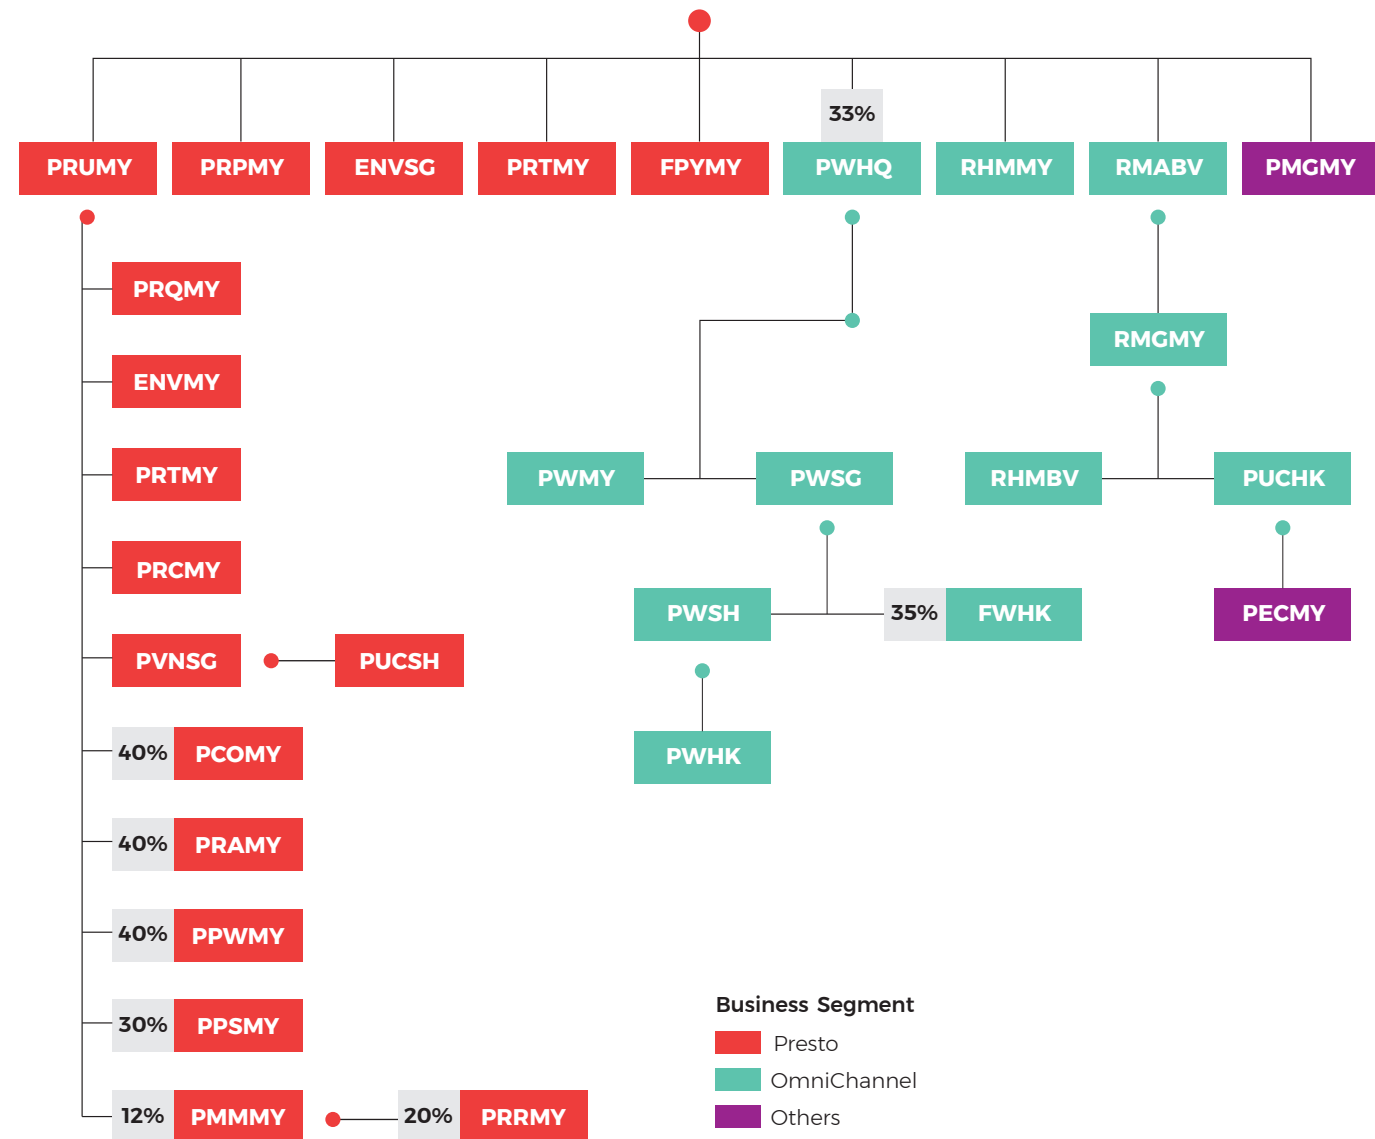 33%
PRUMY
PRPMY
ENVSG
PRTMY
FPYMY
PWHQ
RHMMY
RMABV
PMGMY
PRQMY
ENVMY
PRTMY
PRCMY
PVNSG
PUCSH
40% PCOMY
40% PRAMY
40% PPWMY
30% PPSMY
12% PMMMY
20% PRRMY
PWMY
PWSG
PWSH
35% FWHK
PWHK
RMGMY
RHMBV
PUCHK
PECMY
Business Segment
Presto
OmniChannel
Others